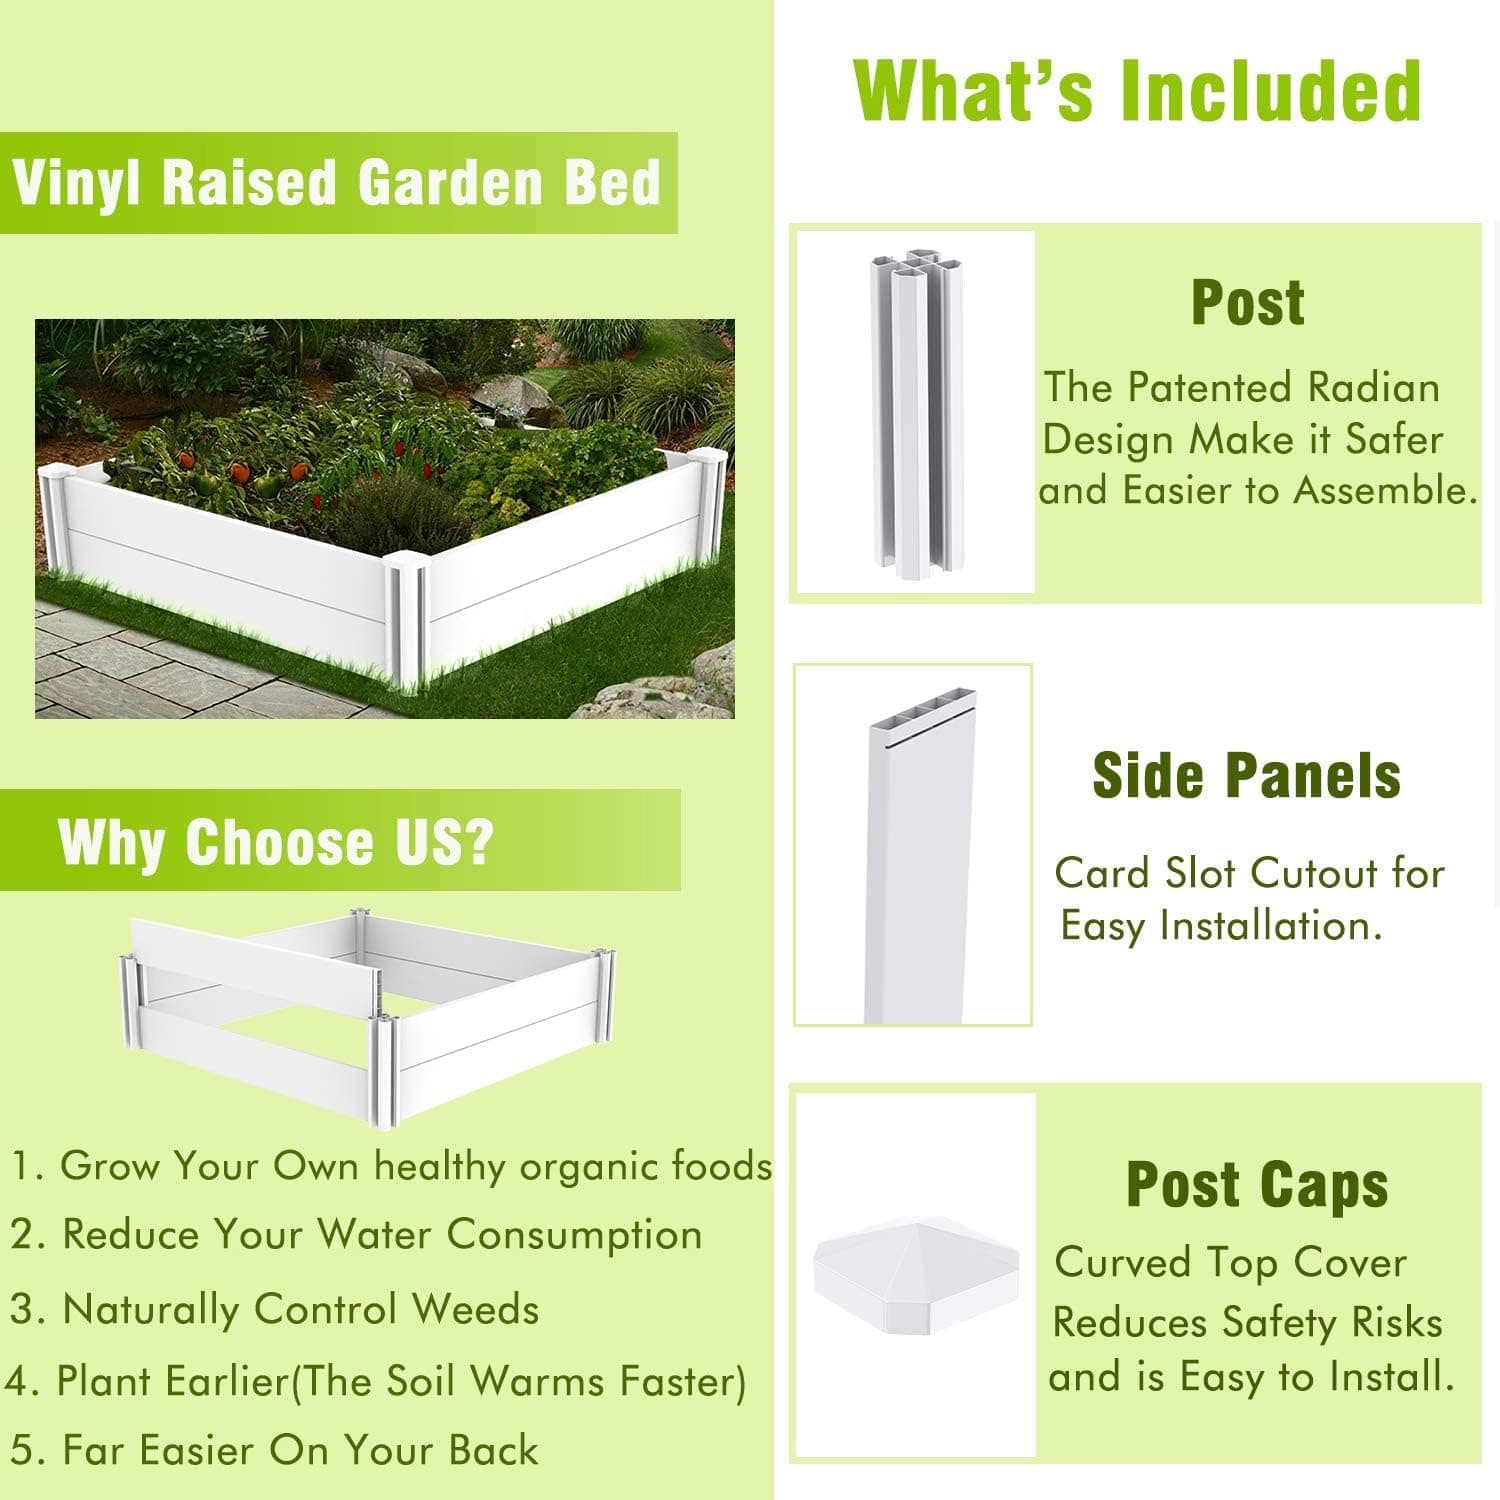 Vinyl Raised Garden Bed
Why Choose US?
1. Grow Your Own healthy organic foods
2. Reduce Your Water Consumption
3. Naturally Control Weeds
4. Plant Earlier(The Soil Warms Faster)
5. Far Easier On Your Back
What's Included
Post
The Patented Radian
Design Make it Safer
and Easier to Assemble.
Side Panels
Card Slot Cutout for
Easy Installation.
Post Caps
Curved Top Cover
Reduces Safety Risks
and is Easy to Install.